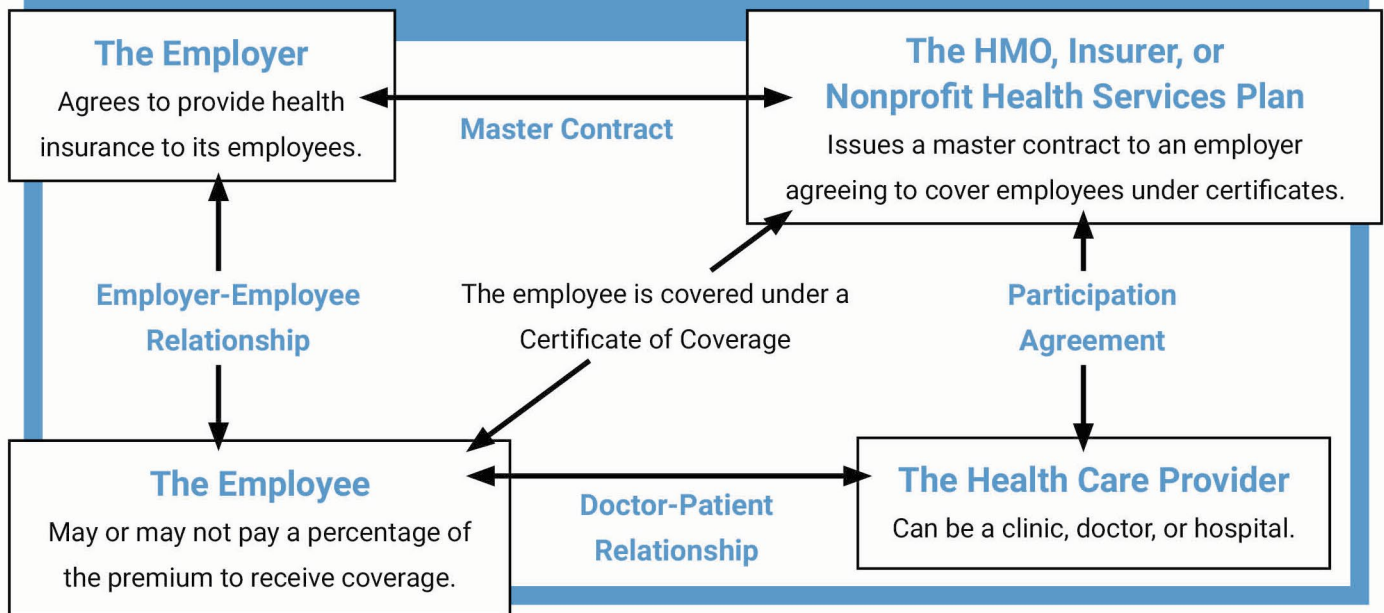 The Employer
Agrees to provide health
insurance to its employees.
Master Contract
The HMO, Insurer, or
Nonprofit Health Services Plan
Issues a master contract to an employer
agreeing to cover employees under certificates.
Employer-Employee
Relationship
The employee is covered under a
Certificate of Coverage
Participation
Agreement
The Employee
May or may not pay a percentage of
the premium to receive coverage.
Doctor-Patient
Relationship
The Health Care Provider
Can be a clinic, doctor, or hospital.